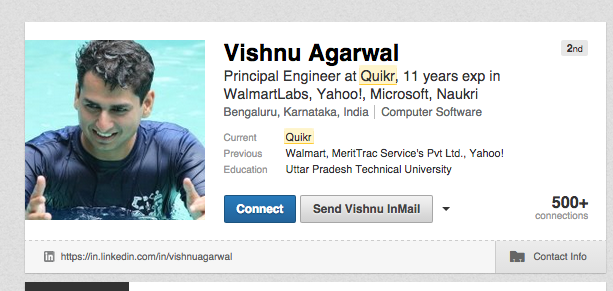 Vishnu Agarwal
2nd
Principal Engineer at Quikr, 11 years exp in
WalmartLabs, Yahoo!, Microsoft, Naukri
Bengaluru, Karnataka, India | Computer Software
Current Quikr
Previous Walmart, MeritTrac Service's Pvt Ltd., Yahoo!
Education Uttar Pradesh Technical University
Connect Send Vishnu InMail
500+
connections
in https://in.linkedin.com/in/vishnuagarwal
Contact Info